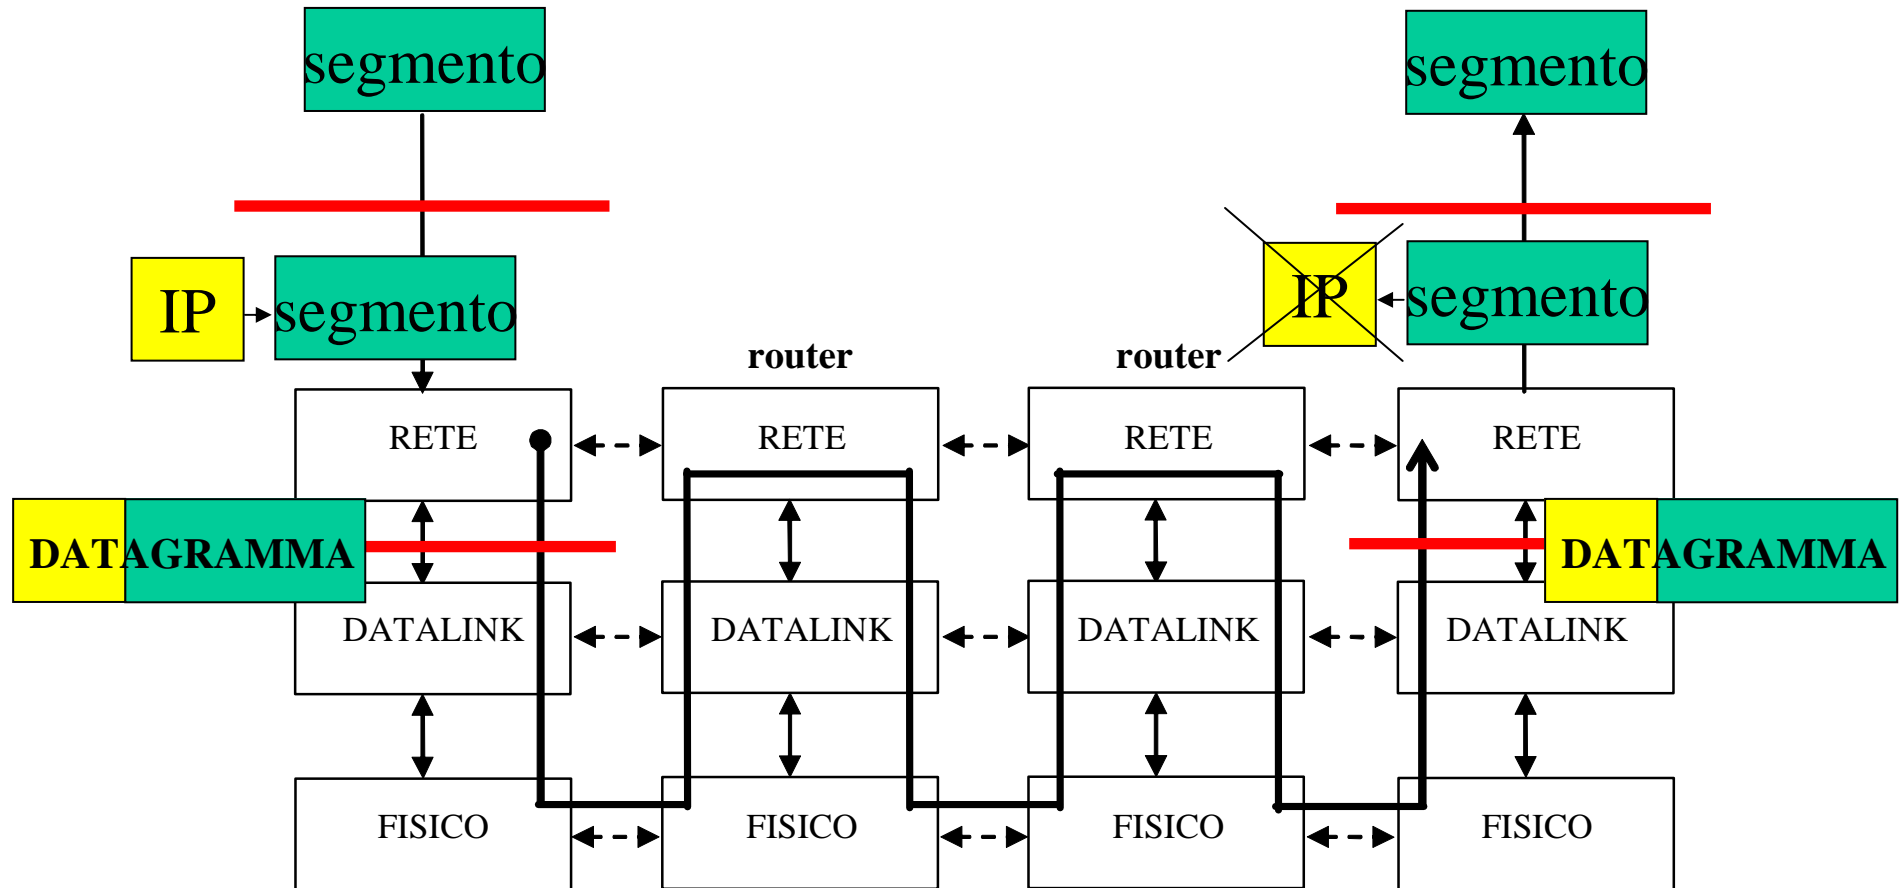 segmento
segmento
IP
segmento
IP
segmento
router
router
RETE
RETE
RETE
RETE
DATAGRAMMA
DATAGRAMMA
DATALINK
DATALINK
DATALINK
DATALINK
FISICO
FISICO
FISICO
FISICO